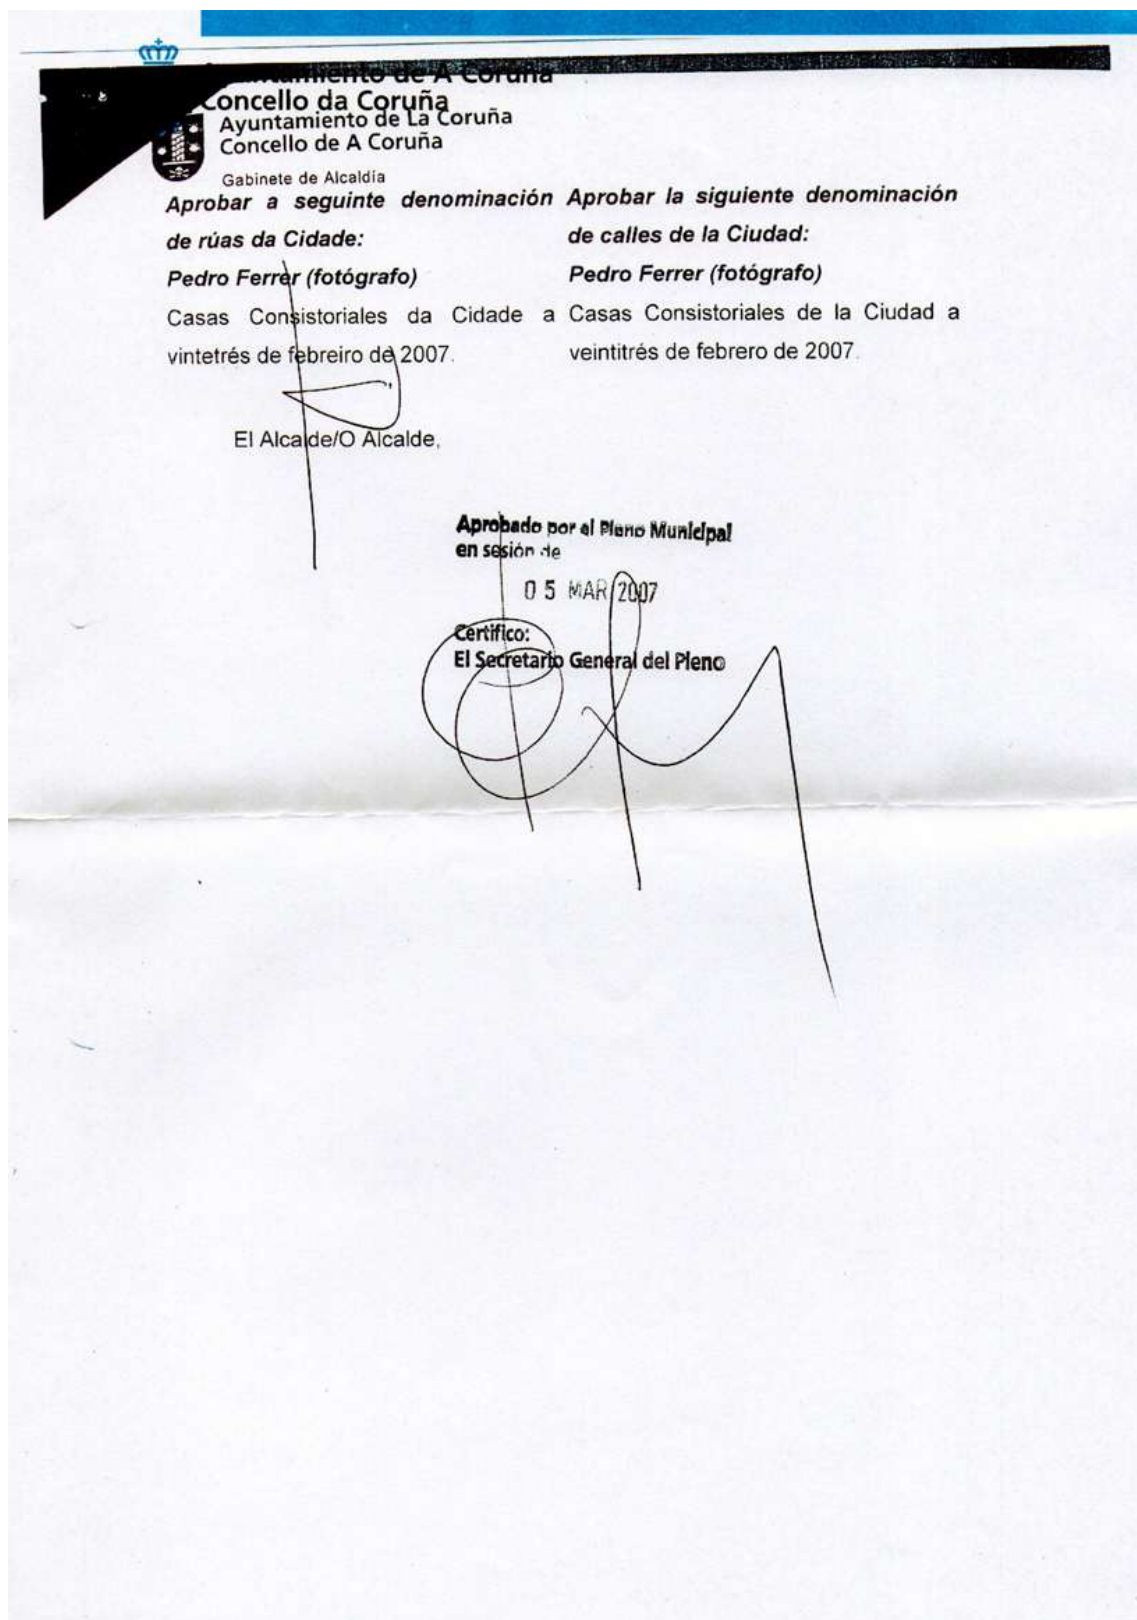 Ayuntamiento de A Coruña
Concello da Coruña
Ayuntamiento de La Coruña
Concello de A Coruña
Gabinete de Alcaldía
Aprobar a seguinte denominación
de rúas da Cidade:
Pedro Ferrer (fotógrafo)
Casas Consistoriales da Cidade a
vintetrés de febreiro de 2007.
Aprobar la siguiente denominación
de calles de la Ciudad:
Pedro Ferrer (fotógrafo)
Casas Consistoriales de la Ciudad a
veintitrés de febrero de 2007.
El Alcalde/O Alcalde,
Aprobado por el Pleno Municipal
en sesión de
05 MAR 2007
Certifico:
El Secretario General del Pleno